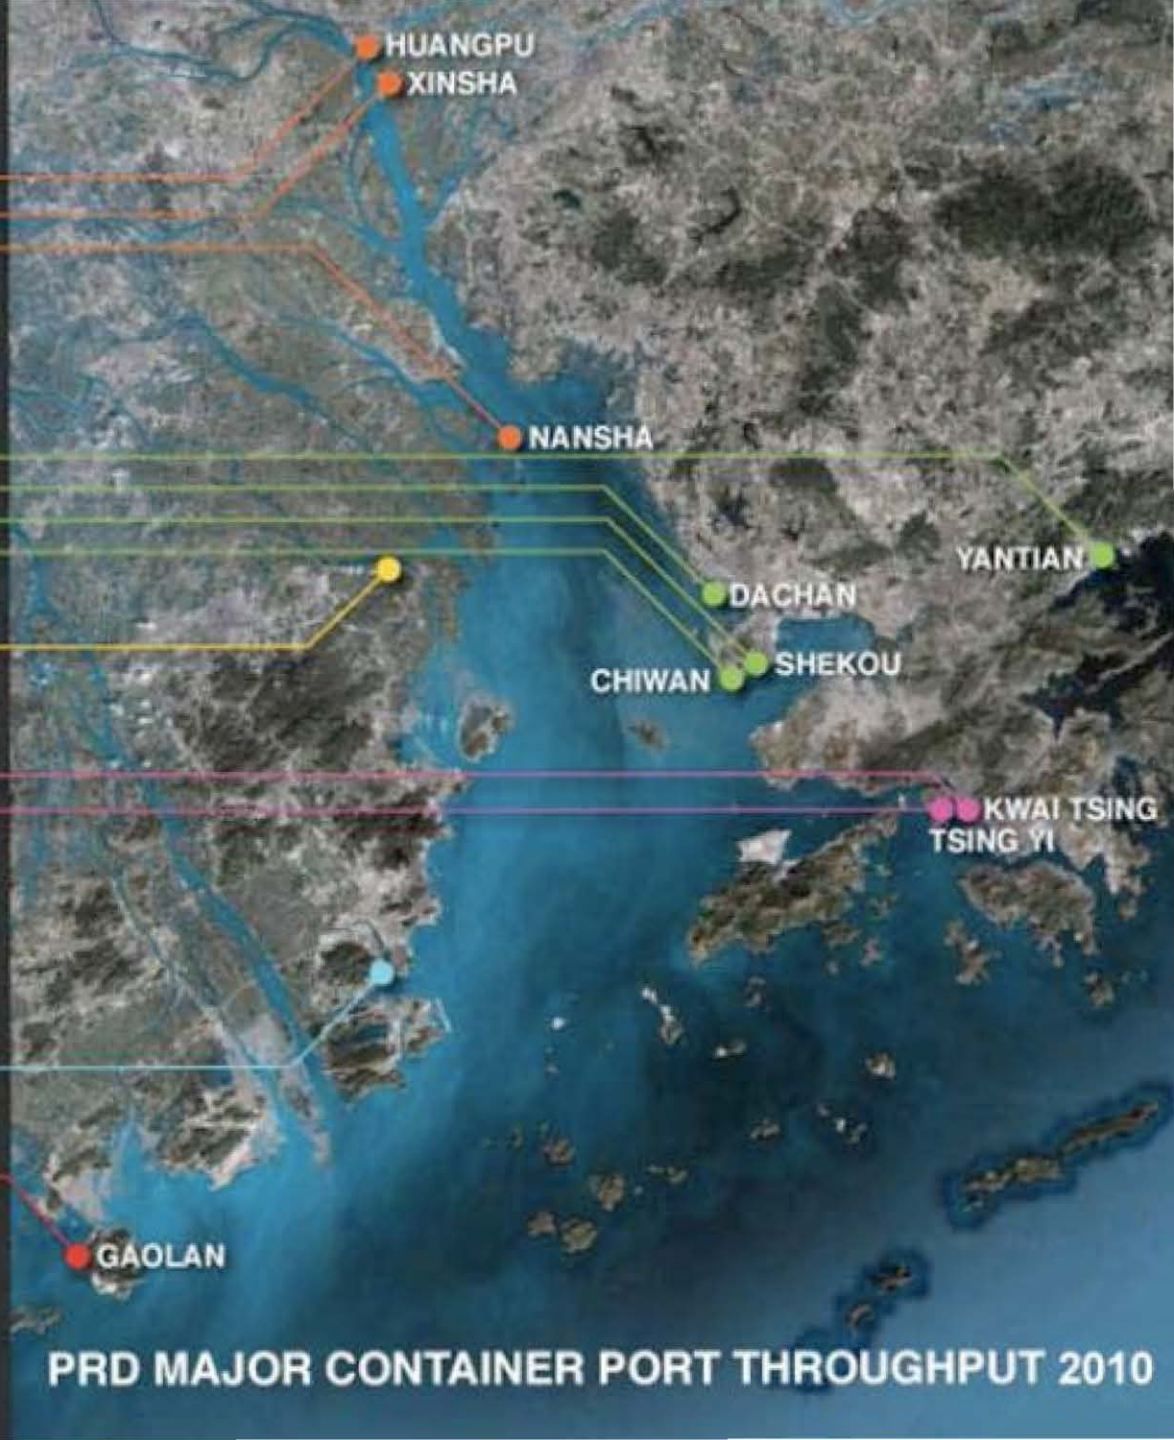 HUANGPU
XINSHA
NANSHA
YANTIAN
DACHAN
SHEKOU
CHIWAN
KWAI TSING
TSING YI
GAOLAN
PRD MAJOR CONTAINER PORT THROUGHPUT 2010